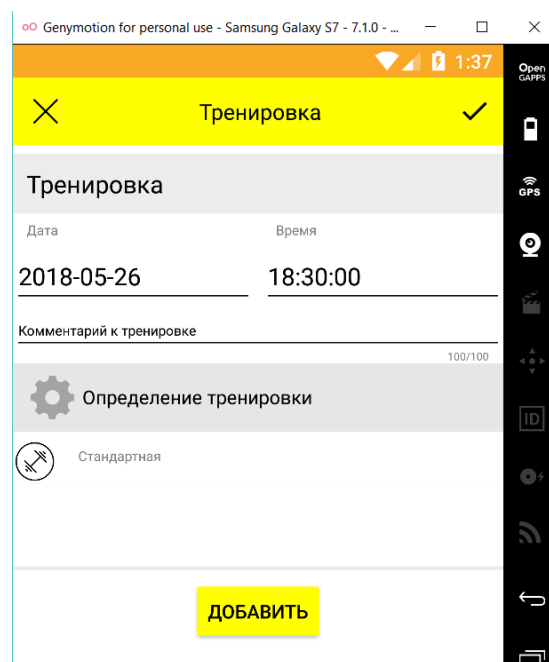 Genymotion for personal use - Samsung Galaxy S7 - 7.1.0 - ...
1:37
Open
GAPPS
Тренировка
GPS
Тренировка
Дата Время
2018-05-26 18:30:00
Комментарий к тренировке
100/100
Определение тренировки
ID
Стандартная
ДОБАВИТЬ